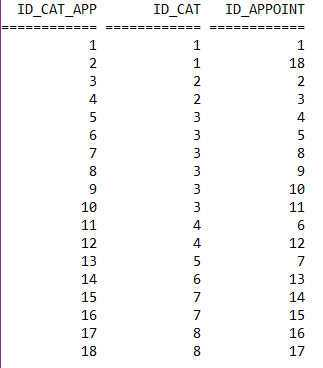 ID_CAT_APP ID_CAT ID_APPOINT
============ ============ ============
1 1 1
2 1 18
3 2 2
4 2 3
5 3 4
6 3 5
7 3 8
8 3 9
9 3 10
10 3 11
11 4 6
12 4 12
13 5 7
14 6 13
15 7 14
16 7 15
17 8 16
18 8 17